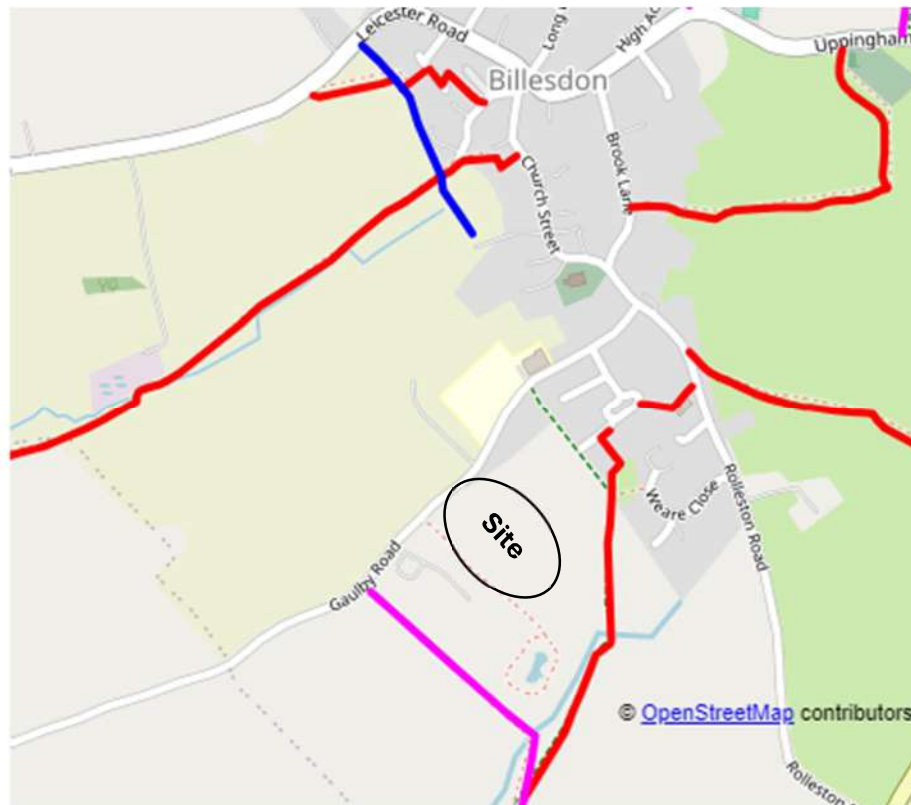 Leicester Road
Long
High Ac
Uppingham
Billesdon
Brook Lane
Church Street
Site
Weare Close
Rolleston Road
Gaulby Road
© OpenStreetMap contributors
Rolleston